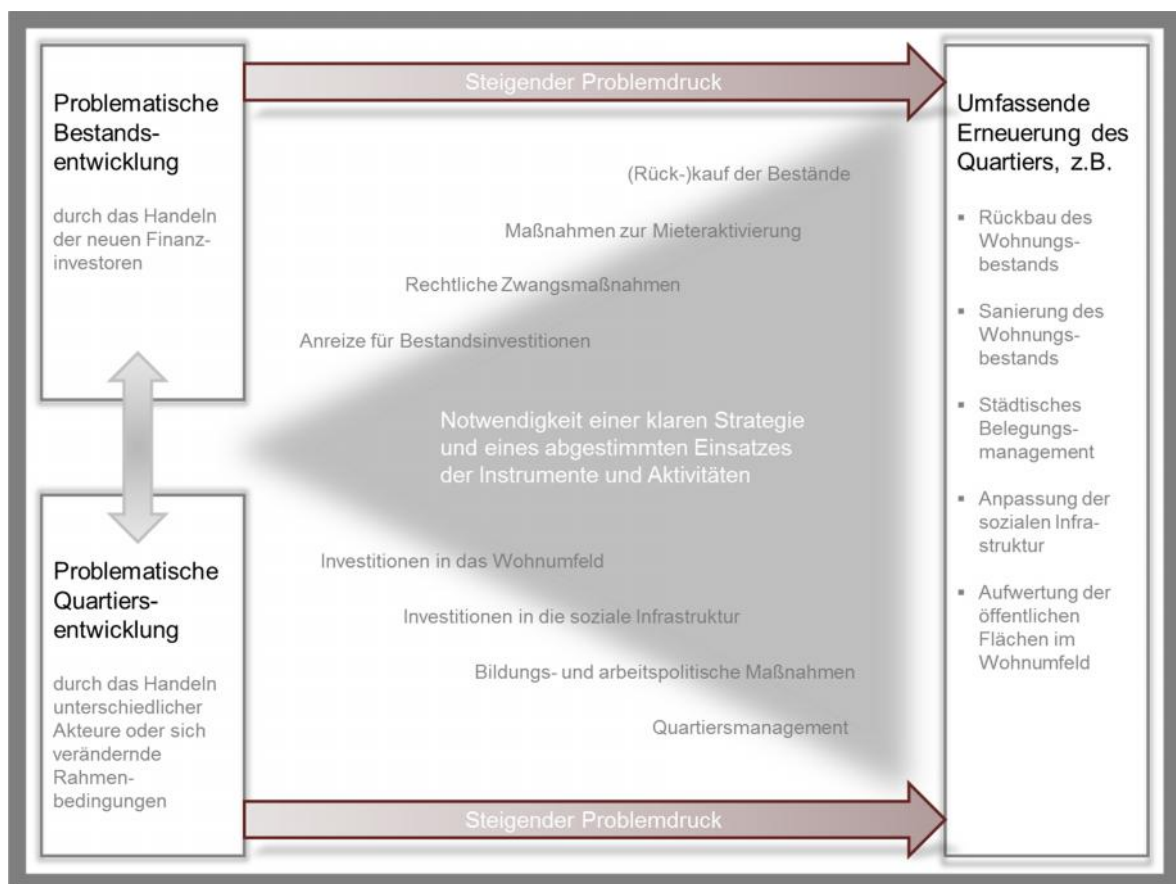 Steigender Problemdruck
Problematische
Bestands-
entwicklung
durch das Handeln
der neuen Finanz-
investoren
Problematische
Quartiers-
entwicklung
durch das Handeln
unterschiedlicher
Akteure oder sich
verändernde
Rahmen-
bedingungen
(Rück-)kauf der Bestände
Maßnahmen zur Mieteraktivierung
Rechtliche Zwangsmaßnahmen
Anreize für Bestandsinvestitionen
Notwendigkeit einer klaren Strategie
und eines abgestimmten Einsatzes
der Instrumente und Aktivitäten
Investitionen in das Wohnumfeld
Investitionen in die soziale Infrastruktur
Bildungs- und arbeitspolitische Maßnahmen
Quartiersmanagement
Steigender Problemdruck
Umfassende
Erneuerung des
Quartiers, z.B.
▪ Rückbau des
Wohnungs-
bestands
▪ Sanierung des
Wohnungs-
bestands
▪ Städtisches
Belegungs-
management
▪ Anpassung der
sozialen Infra-
struktur
▪ Aufwertung der
öffentlichen
Flächen im
Wohnumfeld